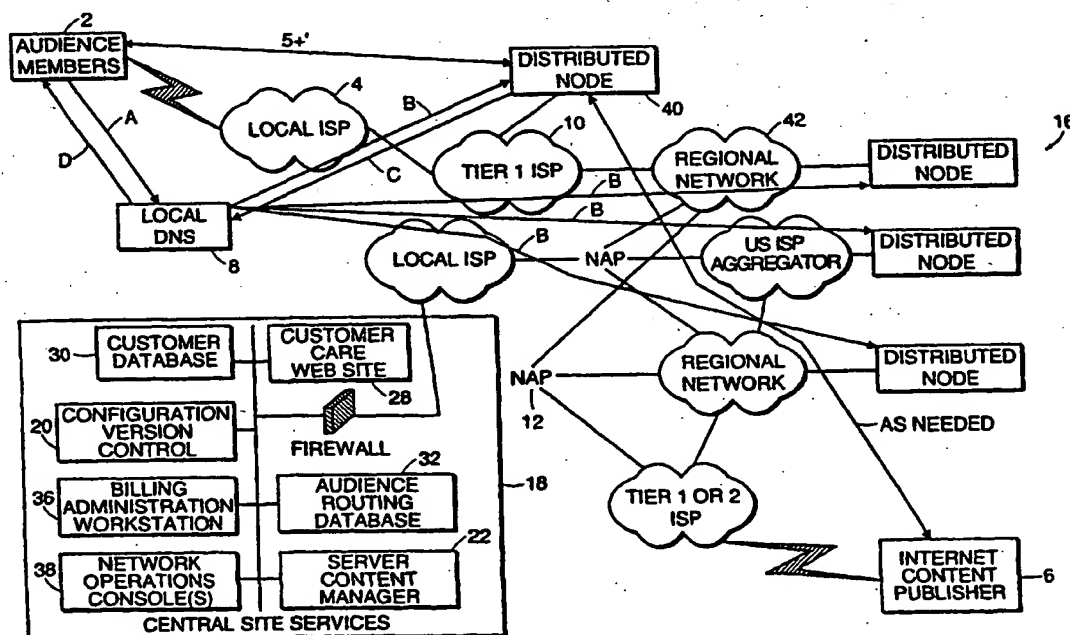 2
AUDIENCE
MEMBERS
5+'
DISTRIBUTED
NODE
40
4
LOCAL ISP
B
A
D
C
10
TIER 1 ISP
42
REGIONAL
NETWORK
16
DISTRIBUTED
NODE
B
B
LOCAL
DNS
8
B
LOCAL ISP
NAP
US ISP
AGGREGATOR
DISTRIBUTED
NODE
30
CUSTOMER
DATABASE
CUSTOMER
CARE
WEB SITE
28
NAP
12
REGIONAL
NETWORK
DISTRIBUTED
NODE
20
CONFIGURATION
VERSION
CONTROL
FIREWALL
AS NEEDED
36
BILLING
ADMINISTRATION
WORKSTATION
32
AUDIENCE
ROUTING
DATABASE
18
TIER 1 OR 2
ISP
38
NETWORK
OPERATIONS
CONSOLE(S)
22
SERVER
CONTENT
MANAGER
INTERNET
CONTENT
PUBLISHER
6
CENTRAL SITE SERVICES